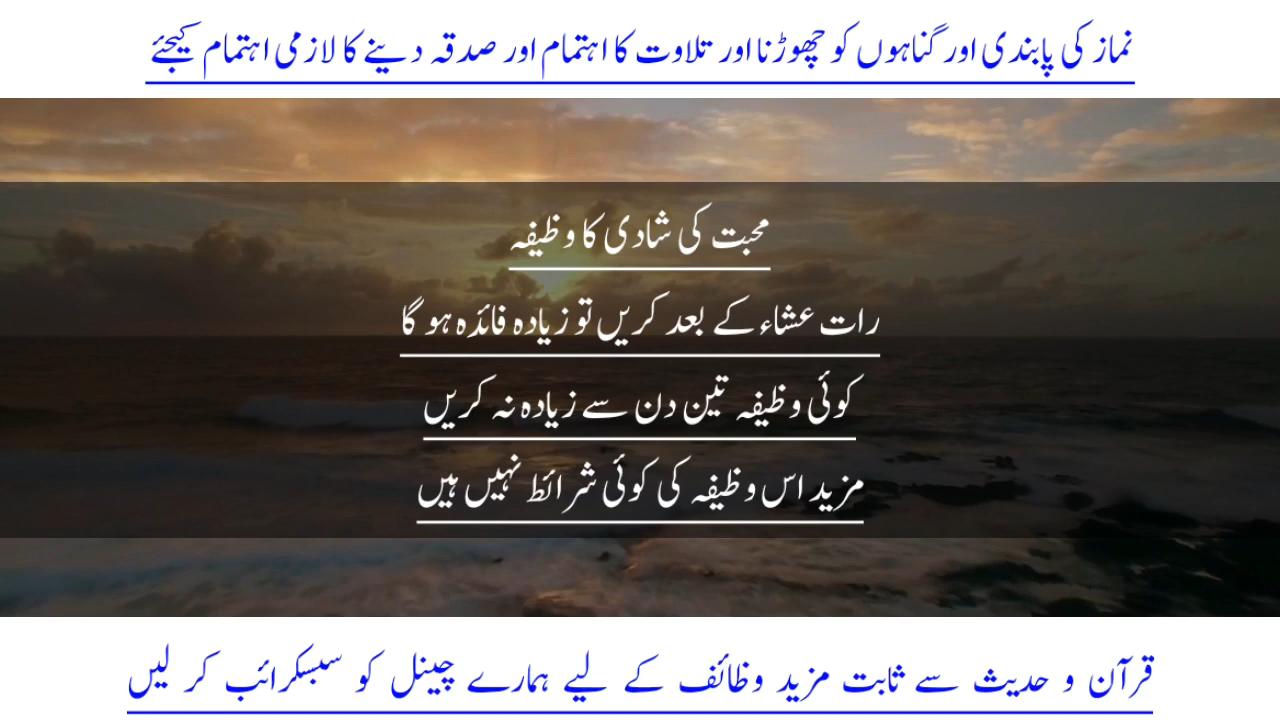 نماز کی پابندی اور گناہوں کو چھوڑنا اور تلاوت کا اہتمام اور صدقہ دینے کا لازمی اہتمام کیجئے
محبت کی شادی کا وظیفہ
رات عشاء کے بعد کریں تو زیادہ فائدہ ہو گا
کوئی وظیفہ تین دن سے زیادہ نہ کریں
مزید اس وظیفہ کی کوئی شرائط نہیں ہیں
قرآن و حدیث سے ثابت مزید وظائف کے لیے ہمارے چینل کو سبسکرائب کر لیں